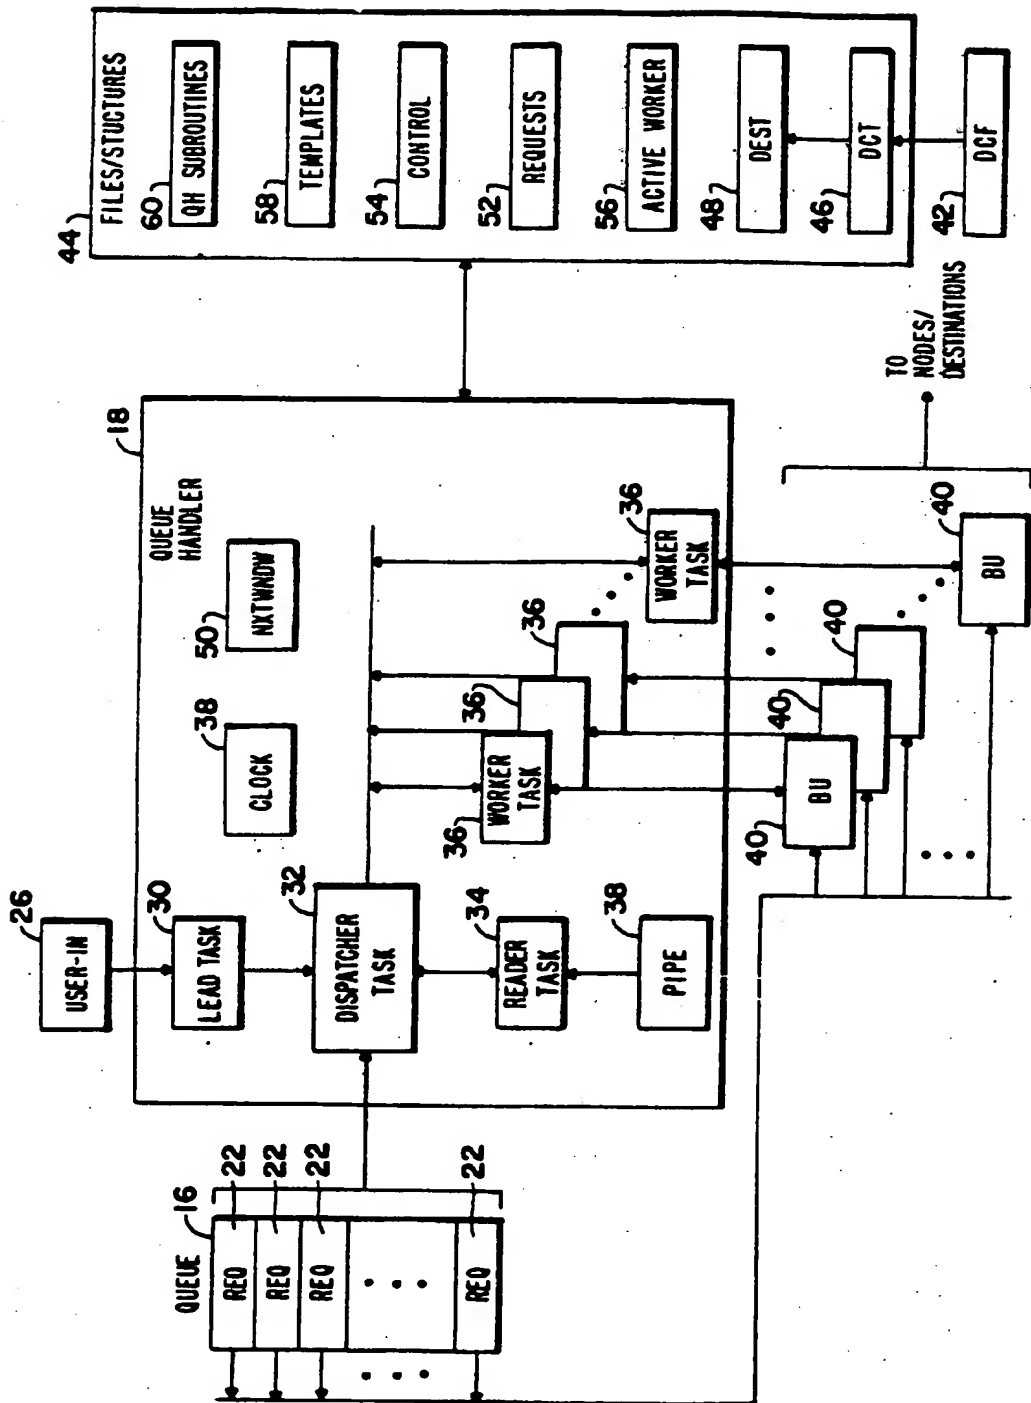 44
FILES/STUCTURES
60
QH SUBROUTINES
58
TEMPLATES
54
CONTROL
52
REQUESTS
56
ACTIVE WORKER
48
DEST
46
DCT
42
DCF
18
QUEUE
HANDLER
26
USER-IN
30
LEAD TASK
38
CLOCK
50
NXTWNDW
32
DISPATCHER
TASK
34
READER
TASK
38
PIPE
36
WORKER
TASK
36
36
36
WORKER
TASK
40
BU
40
40
40
BU
TO
NODES/
DESTINATIONS
QUEUE
16
REQ
22
REQ
22
REQ
22
REQ
22